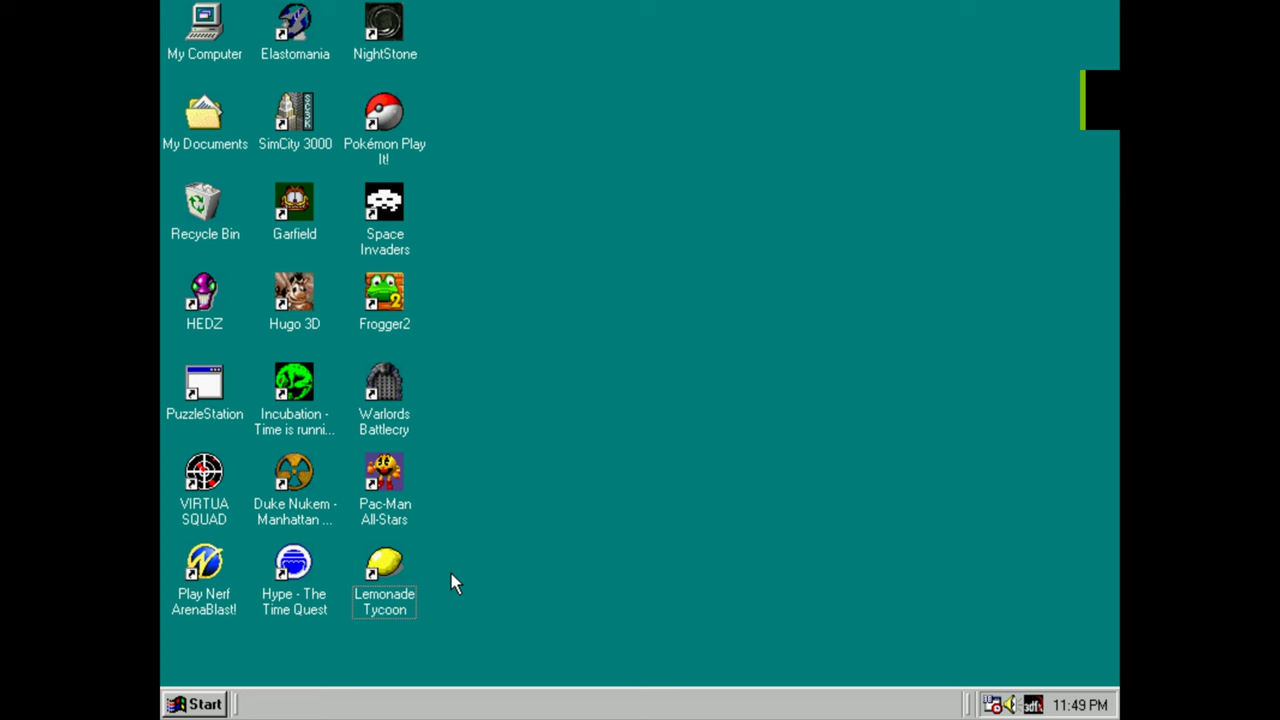 My Computer
Elastomania
NightStone
My Documents
SimCity 3000
Pokémon Play
It!
Recycle Bin
Garfield
Space
Invaders
HEDZ
Hugo 3D
Frogger2
PuzzleStation
Incubation -
Time is runni...
Warlords
Battlecry
VIRTUA
SQUAD
Duke Nukem -
Manhattan ...
Pac-Man
All-Stars
Play Nerf
ArenaBlast!
Hype - The
Time Quest
Lemonade
Tycoon
Start
3dfx
11:49 PM